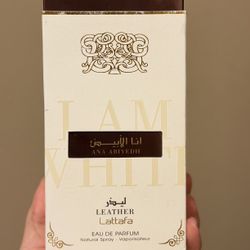 I AM
WHITE
انا الأبيض
ANA ABIYEDH
ليذر
LEATHER
Lattafa
EAU DE PARFUM
Natural Spray - Vaporisateur